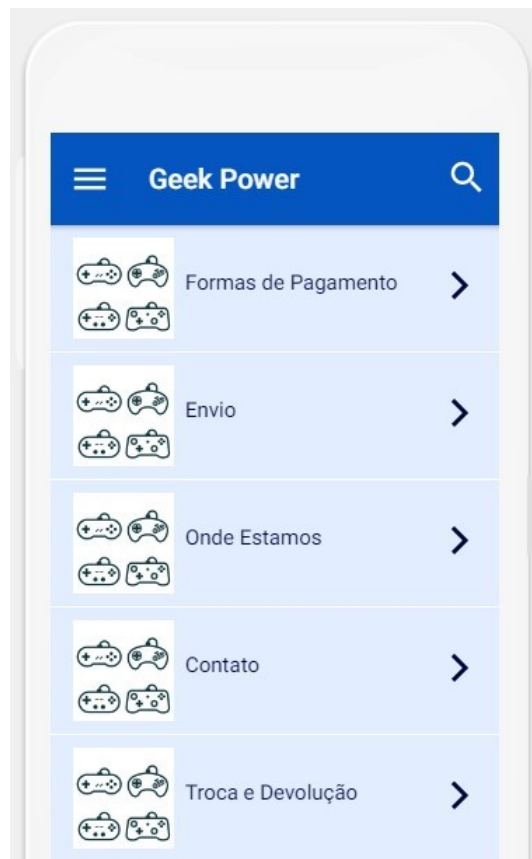 Geek Power
Formas de Pagamento
Envio
Onde Estamos
Contato
Troca e Devolução